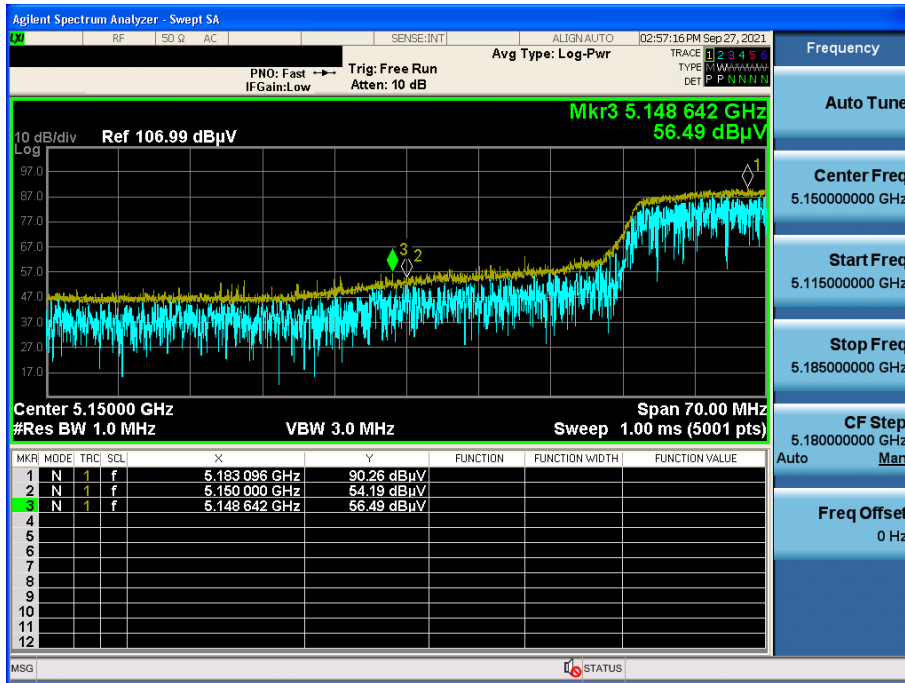 Agilent Spectrum Analyzer - Swept SA
LXI RF 50 Ω AC SENSE:INT ALIGN AUTO 02:57:16 PM Sep 27, 2021
Avg Type: Log-Pwr
PNO: Fast
IFGain:Low
Trig: Free Run
Atten: 10 dB
TRACE 1 2 3 4 5 6
TYPE M W
DET P P N N N N
Mkr3 5.148 642 GHz
56.49 dBµV
10 dB/div Ref 106.99 dBµV
Log
97.0
87.0
77.0
67.0
57.0
47.0
37.0
27.0
17.0
1
3
2
Center 5.15000 GHz Span 70.00 MHz
#Res BW 1.0 MHz VBW 3.0 MHz Sweep 1.00 ms (5001 pts)
MKR MODE TRC SCL X Y FUNCTION FUNCTION WIDTH FUNCTION VALUE
1 N 1 f 5.183 096 GHz 90.26 dBµV
2 N 1 f 5.150 000 GHz 54.19 dBµV
3 N 1 f 5.148 642 GHz 56.49 dBµV
4
5
6
7
8
9
10
11
12
MSG STATUS
Frequency
Auto Tune
Center Freq
5.150000000 GHz
Start Freq
5.115000000 GHz
Stop Freq
5.185000000 GHz
CF Step
5.180000000 GHz
Auto Man
Freq Offset
0 Hz